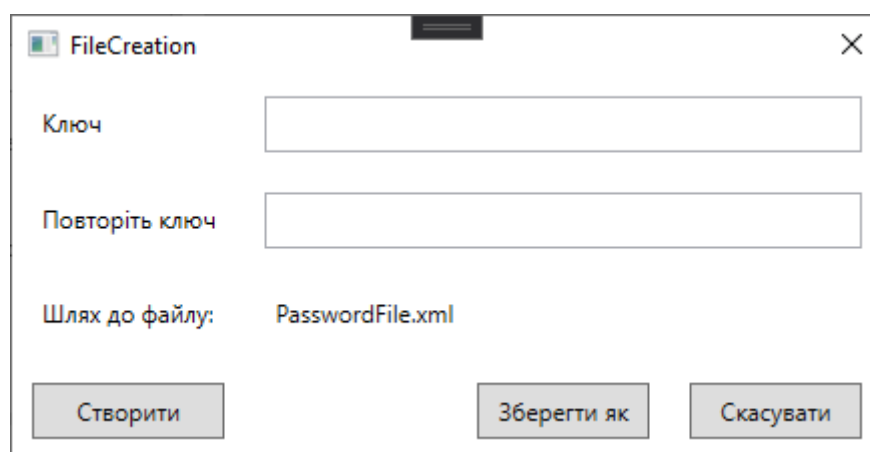 FileCreation
Ключ
Повторіть ключ
Шлях до файлу: PasswordFile.xml
Створити Зберегти як Скасувати